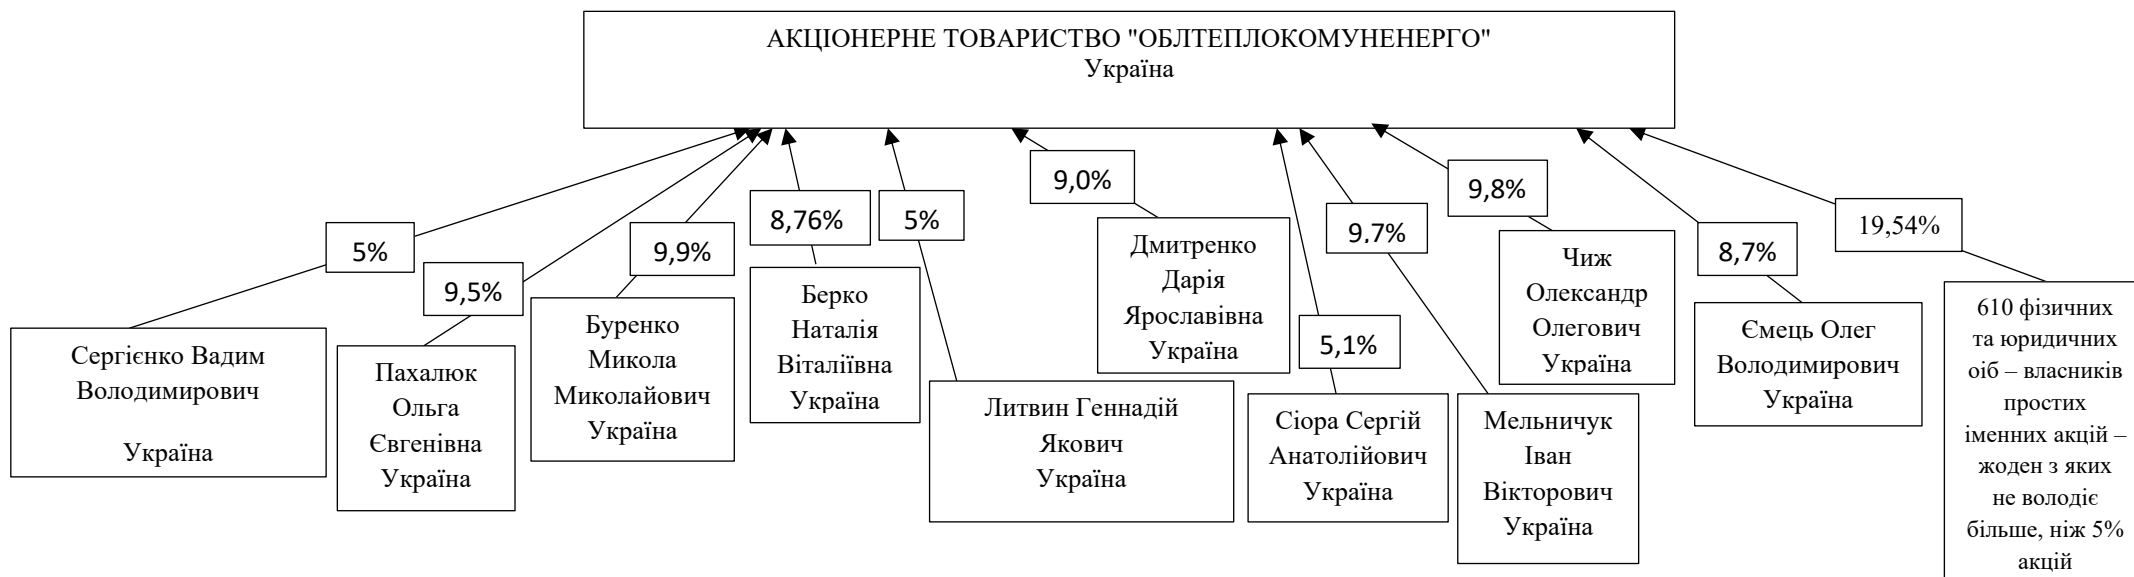 АКЦІОНЕРНЕ ТОВАРИСТВО "ОБЛТЕПЛОКОМУНЕНЕРГО"
Україна
5%
9,5%
9,9%
8,76%
5%
9,0%
5,1%
9,7%
9,8%
8,7%
19,54%
Сергієнко Вадим
Володимирович
Україна
Пахалюк
Ольга
Євгенівна
Україна
Буренко
Микола
Миколайович
Україна
Берко
Наталія
Віталіївна
Україна
Литвин Геннадій
Якович
Україна
Дмитренко
Дарія
Ярославівна
Україна
Сіора Сергій
Анатолійович
Україна
Мельничук
Іван
Вікторович
Україна
Чиж
Олександр
Олегович
Україна
Ємець Олег
Володимирович
Україна
610 фізичних
та юридичних
оіб – власників
простих
іменних акцій –
жоден з яких
не володіє
більше, ніж 5%
акцій